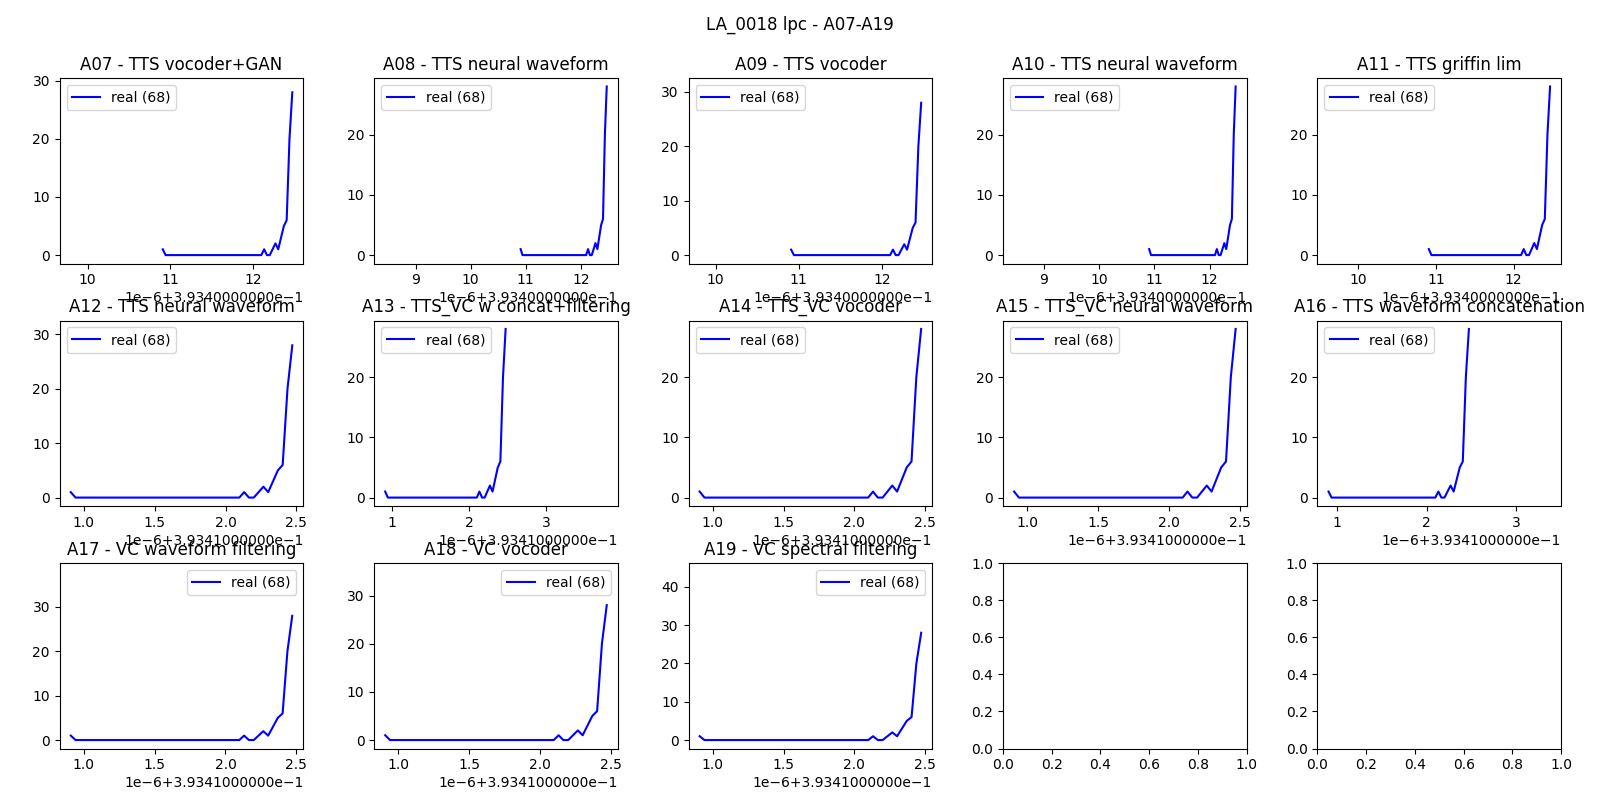 LA_0018 lpc - A07-A19
A07 - TTS vocoder+GAN
A08 - TTS neural waveform
A09 - TTS vocoder
A10 - TTS neural waveform
A11 - TTS griffin lim
real (68)
real (68)
real (68)
real (68)
real (68)
30
20
10
0
20
10
0
30
20
10
0
20
10
0
20
10
0
10 11 12
9 10 11 12
10 11 12
9 10 11 12
10 11 12
1e−6+3.9340000000e−1
1e−6+3.9340000000e−1
1e−6+3.9340000000e−1
1e−6+3.9340000000e−1
1e−6+3.9340000000e−1
A12 - TTS neural waveform
A13 - TTS_VC w concat+filtering
A14 - TTS_VC vocoder
A15 - TTS_VC neural waveform
A16 - TTS waveform concatenation
real (68)
real (68)
real (68)
real (68)
real (68)
30
20
10
0
20
10
0
20
10
0
20
10
0
20
10
0
1.0 1.5 2.0 2.5
1 2 3
1.0 1.5 2.0 2.5
1.0 1.5 2.0 2.5
1 2 3
1e−6+3.9341000000e−1
1e−6+3.9341000000e−1
1e−6+3.9341000000e−1
1e−6+3.9341000000e−1
1e−6+3.9341000000e−1
A17 - VC waveform filtering
A18 - VC vocoder
A19 - VC spectral filtering
real (68)
real (68)
real (68)
30
20
10
0
30
20
10
0
40
30
20
10
0
1.0
0.8
0.6
0.4
0.2
0.0
1.0
0.8
0.6
0.4
0.2
0.0
1.0 1.5 2.0 2.5
1.0 1.5 2.0 2.5
1.0 1.5 2.0 2.5
0.0 0.2 0.4 0.6 0.8 1.0
0.0 0.2 0.4 0.6 0.8 1.0
1e−6+3.9341000000e−1
1e−6+3.9341000000e−1
1e−6+3.9341000000e−1